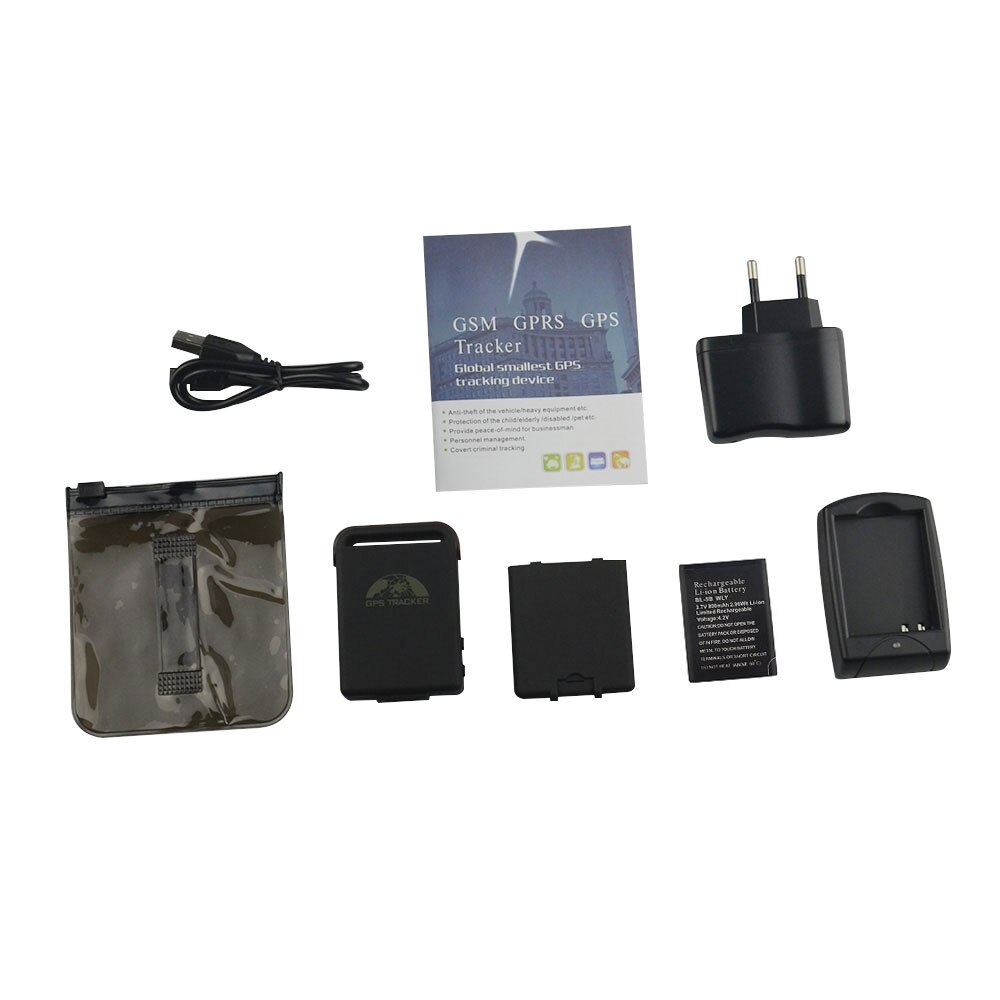 GSM GPRS GPS
Tracker
Global smallest GPS
tracking device
Anti-theft of the vehicle/heavy equipment etc.
Protection of the child/elderly /disabled /pet etc.
Provide peace-of-mind for businessman
Personnel management.
Covert criminal tracking
GPS TRACKER
Rechargeable
Li-ion Battery
BL-5B WLY
3.7V 800mAh 2.96Wh Li-ion
Limited Rechargeable
Voltage:4.2V
CAUTION:DO NOT OPEN THE
BATTERY PACK OR DISPOSED
OF IN FIRE. DO NOT ALLOW
METAL TO TOUCH BATTERY
TERMINALS OR SHORT CIRCUIT
DO NOT HEAT (ABOVE 60℃)